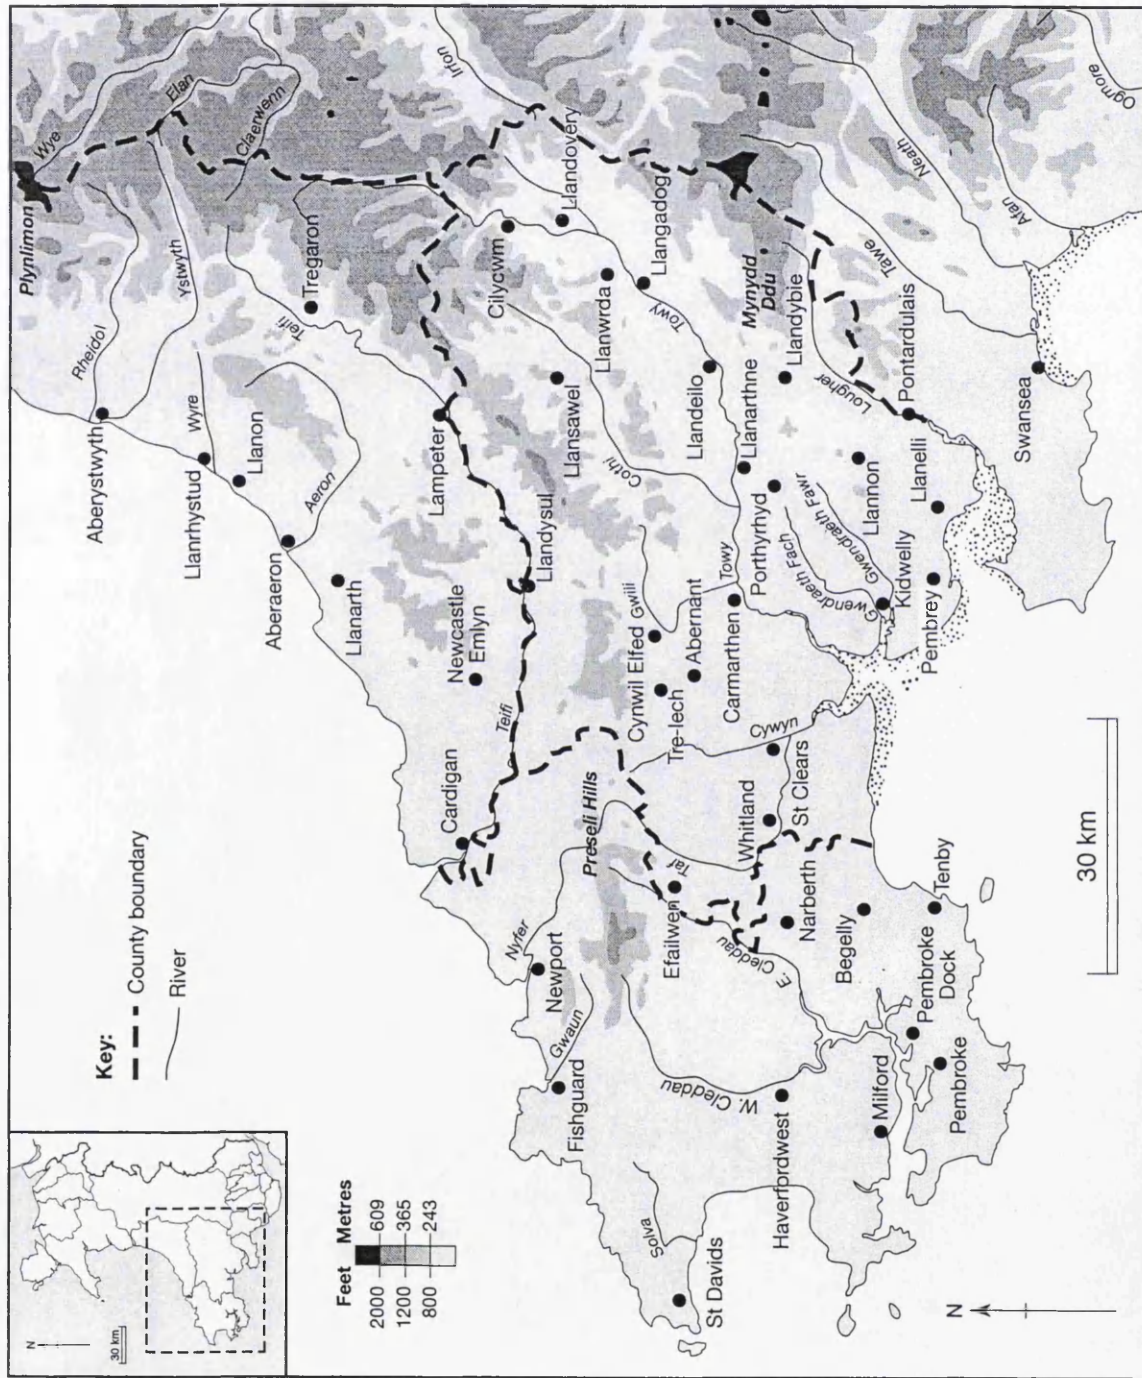 N
30 km
Key:
County boundary
River
Feet Metres
2000 609
1200 365
800 243
Plynlimon
Wye
Elan
Claerwenn
Irfon
Rheidol
Ystwyth
Aberystwyth
Wyre
Llanrhystud
Llanon
Aeron
Aberaeron
Llanarth
Teifi
Tregaron
Lampeter
Llandysul
Newcastle
Emlyn
Teifi
Cardigan
Cilycwm
Llandovery
Llanwrda
Llangadog
Llansawel
Cothi
Towy
Llandeilo
Llanarthne
Mynydd
Ddu
Llandybie
Lougher
Pontardulais
Tawe
Neath
Afan
Ogmore
Swansea
Porthyrhyd
Llannon
Llanelli
Gwendraeth Fawr
Gwendraeth Fach
Kidwelly
Pembrey
Towy
Gwili
Cynwil Elfed
Abernant
Tre-lech
Carmarthen
Cywyn
St Clears
Whitland
Preseli Hills
Taf
Efailwen
E. Cleddau
Narberth
Begelly
Tenby
Nyfer
Newport
Gwaun
Fishguard
W. Cleddau
Haverfordwest
Milford
Pembroke
Dock
Pembroke
Solva
St Davids
30 km
N